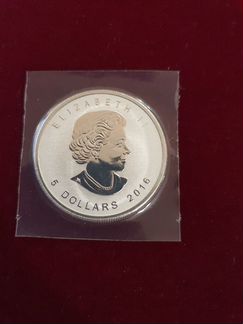 ELIZABETH II
5 DOLLARS 2016